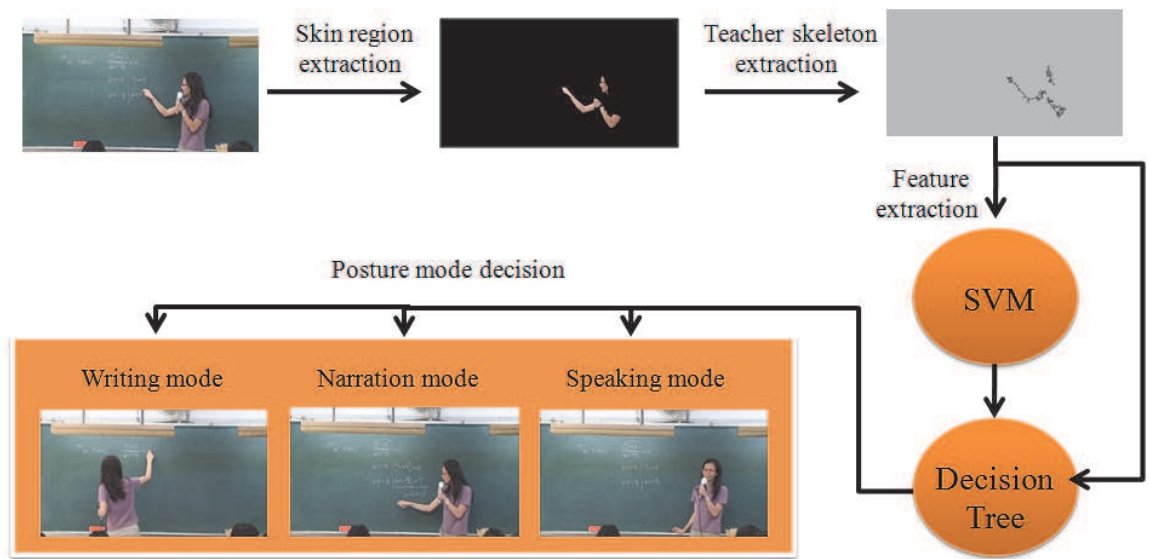 Skin region
extraction
Teacher skeleton
extraction
Feature
extraction
SVM
Posture mode decision
Writing mode
Narration mode
Speaking mode
Decision
Tree